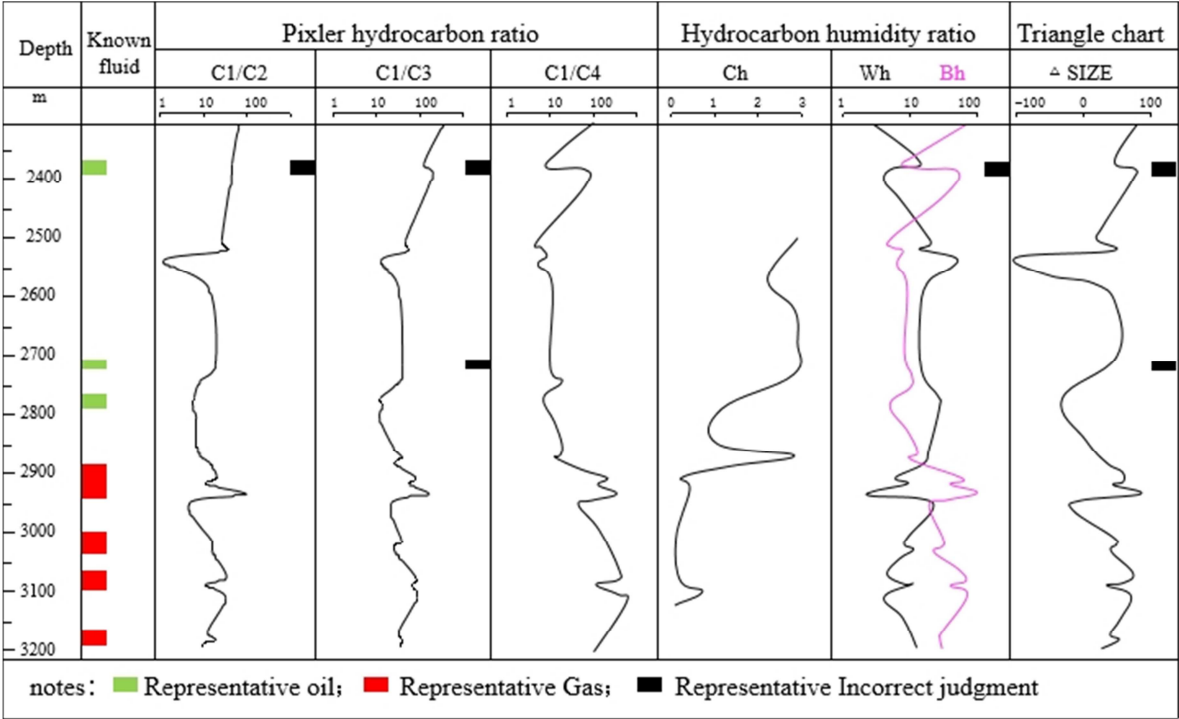 Depth Known fluid Pixler hydrocarbon ratio Hydrocarbon humidity ratio Triangle chart
C1/C2 C1/C3 C1/C4 Ch Wh Bh △ SIZE
m 1 10 100 1 10 100 1 10 100 0 1 2 3 1 10 100 -100 0 100
2400
2500
2600
2700
2800
2900
3000
3100
3200
notes: Representative oil; Representative Gas; Representative Incorrect judgment